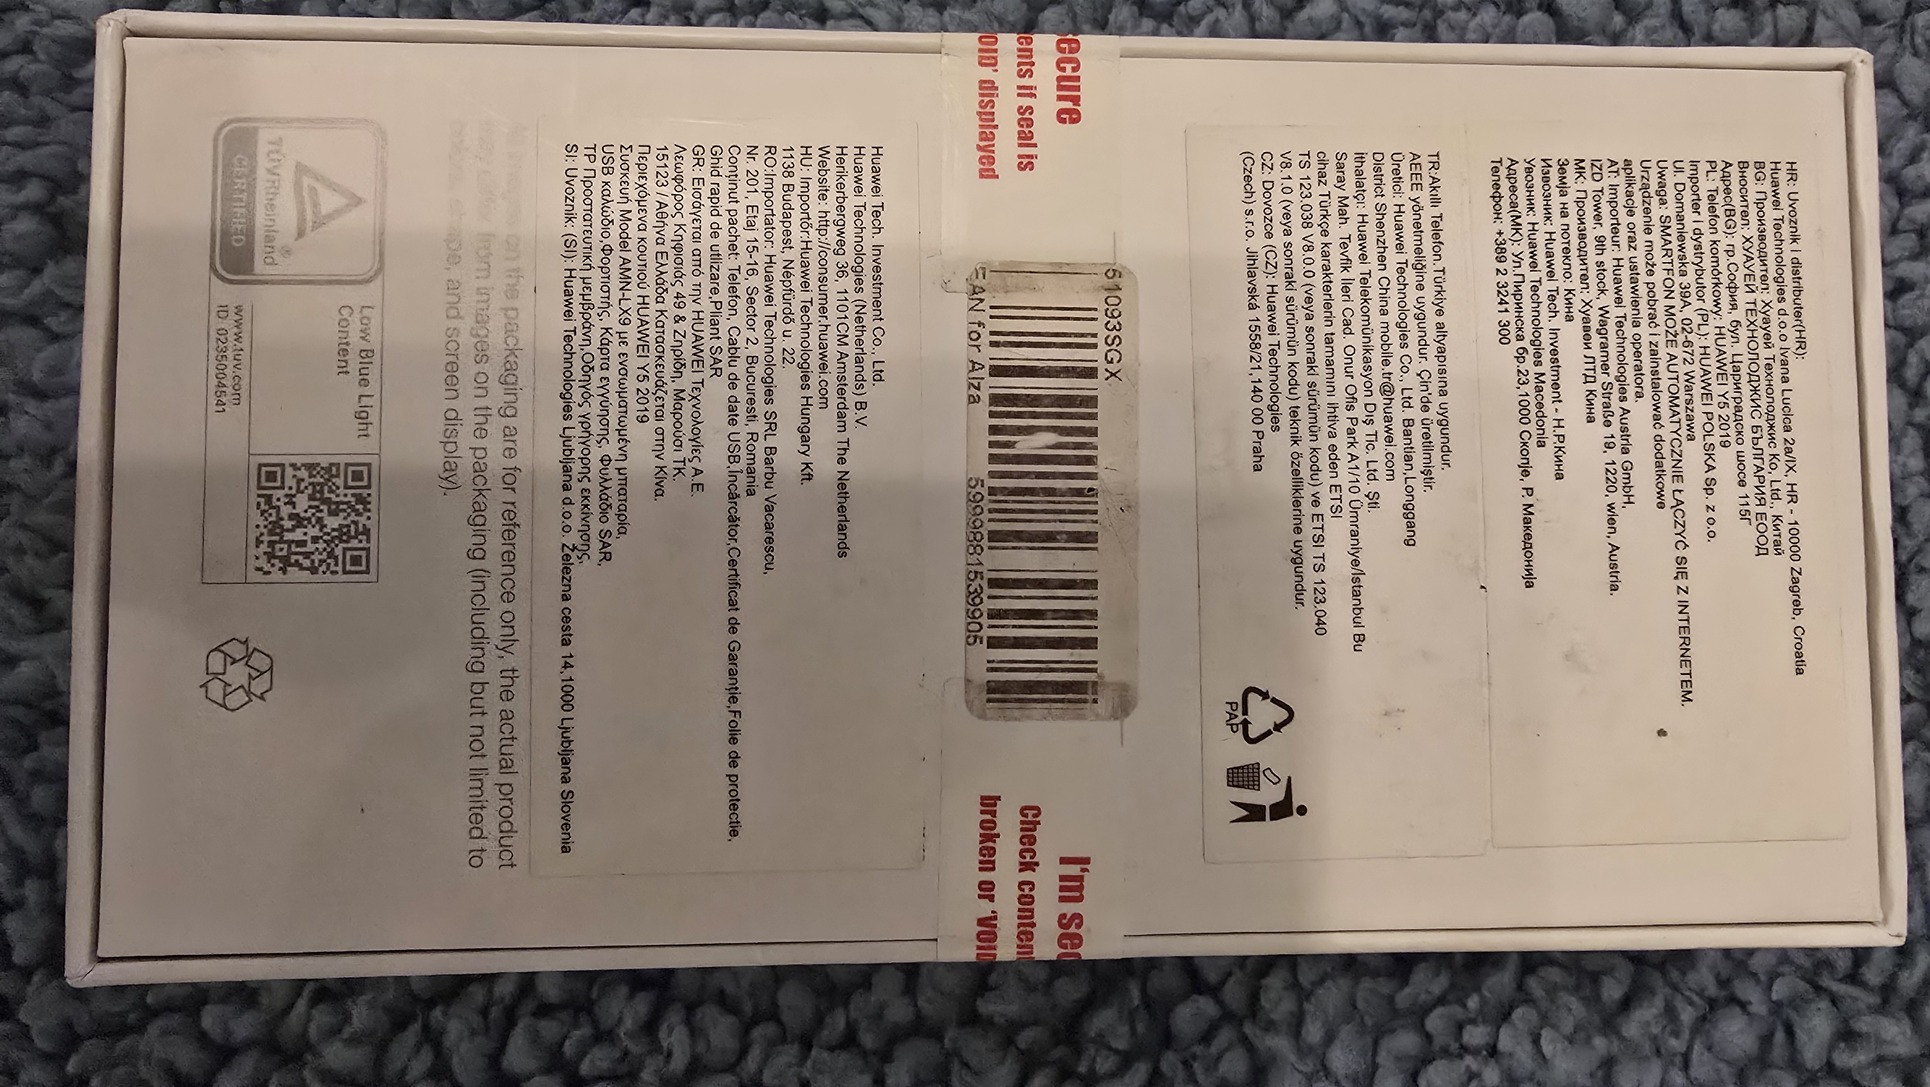 HR: Uvoznik i distributer(HR):
Huawei Technologies d.o.o Ivana Lucica 2a/IX, HR - 10000 Zagreb, Croatia
BG: Производител: Хуауей Технолоджис Ко, Ltd., Китай
Вносител: ХУАУЕЙ ТЕХНОЛОДЖИС БЪЛГАРИЯ ЕООД
Адрес(BG): гр.София, бул. Цариградско шосе 115Г
PL: Telefon komórkowy: HUAWEI Y5 2019
Importer i dystrybutor (PL): HUAWEI POLSKA Sp. z o.o.
Ul. Domaniewska 39A, 02-672 Warszawa
Uwaga: SMARTFON MOŻE AUTOMATYCZNIE ŁĄCZYĆ SIĘ Z INTERNETEM.
Urządzenie może pobrać i zainstalować dodatkowe
aplikacje oraz ustawienia operatora.
AT: Importeur: Huawei Technologies Austria GmbH,
IZD Tower, 9th stock, Wagramer Straße 19, 1220, wien, Austria.
МК: Производител: Хуавеи ЛТД Кина
Земја на потекло: Кина
Извозник: Huawei Tech. Investment - Н.Р.Кина
Увозник: Huawei Technologies Macedonia
Адреса(МК): Ул.Пиринска бр.23,1000 Скопје, Р. Македонија
Телефон: +389 2 3241 300
TR:Akıllı Telefon.Türkiye altyapısına uygundur.
AEEE yönetmeliğine uygundur. Çin'de üretilmiştir.
Üretici: Huawei Technologies Co., Ltd. Bantian,Longgang
District Shenzhen China mobile.tr@huawei.com
İthalatçı: Huawei Telekomünikasyon Dış Tic. Ltd. Şti.
Saray Mah. Tevfik İleri Cad. Onur Ofis Park A1/10 Ümraniye/İstanbul Bu
cihaz Türkçe karakterlerin tamamını ihtiva eden ETSI
TS 123.038 V8.0.0 (veya sonraki sürümün kodu) ve ETSI TS 123.040
V8.1.0 (veya sonraki sürümün kodu) teknik özelliklerine uygundur.
CZ: Dovozce (CZ): Huawei Technologies
(Czech) s.r.o. Jihlavská 1558/21,140 00 Praha
PAP
ecure
ents if seal is
OID' displayed
51093SGX
EAN for Alza 5999881539905
I'm sec
Check conten
broken or 'VOID
Huawei Tech. Investment Co., Ltd.
Huawei Technologies (Netherlands) B.V.
Herikerbergweg 36, 1101CM Amsterdam The Netherlands
Website: http://consumer.huawei.com
HU: Importőr:Huawei Technologies Hungary Kft.
1138 Budapest. Népfürdö u. 22.
RO:Importator: Huawei Technologies SRL Barbu Vacarescu,
Nr. 201, Etaj 15-16, Sector 2, Bucuresti, Romania
Conținut pachet: Telefon, Cablu de date USB,Încărcător,Certificat de Garanție,Folie de protectie,
Ghid rapid de utilizare,Pliant SAR
GR: Εισάγεται από την HUAWEI Τεχνολογίες Α.Ε.
Λεωφόρος Κηφισιάς 49 & Ζηρίδη, Μαρούσι ΤΚ.
15123 / Αθήνα Ελλάδα Κατασκευάζεται στην Κίνα.
Περιεχόμενα κουτιού HUAWEI Y5 2019
Συσκευή Model AMN-LX9 με ενσωματωμένη μπαταρία,
USB καλώδιο,Φορτιστής, Κάρτα εγγύησης, Φυλλάδιο SAR,
TP Προστατευτική μεμβράνη,Οδηγός γρήγορης εκκίνησης,
SI: Uvoznik: (SI): Huawei Technologies Ljubljana d.o.o. Železna cesta 14,1000 Ljubljana Slovenia
on the packaging are for reference only, the actual product
from images on the packaging (including but not limited to
shape, and screen display).
TÜVRheinland®
CERTIFIED
Low Blue Light
Content
www.tuv.com
ID 0235004541